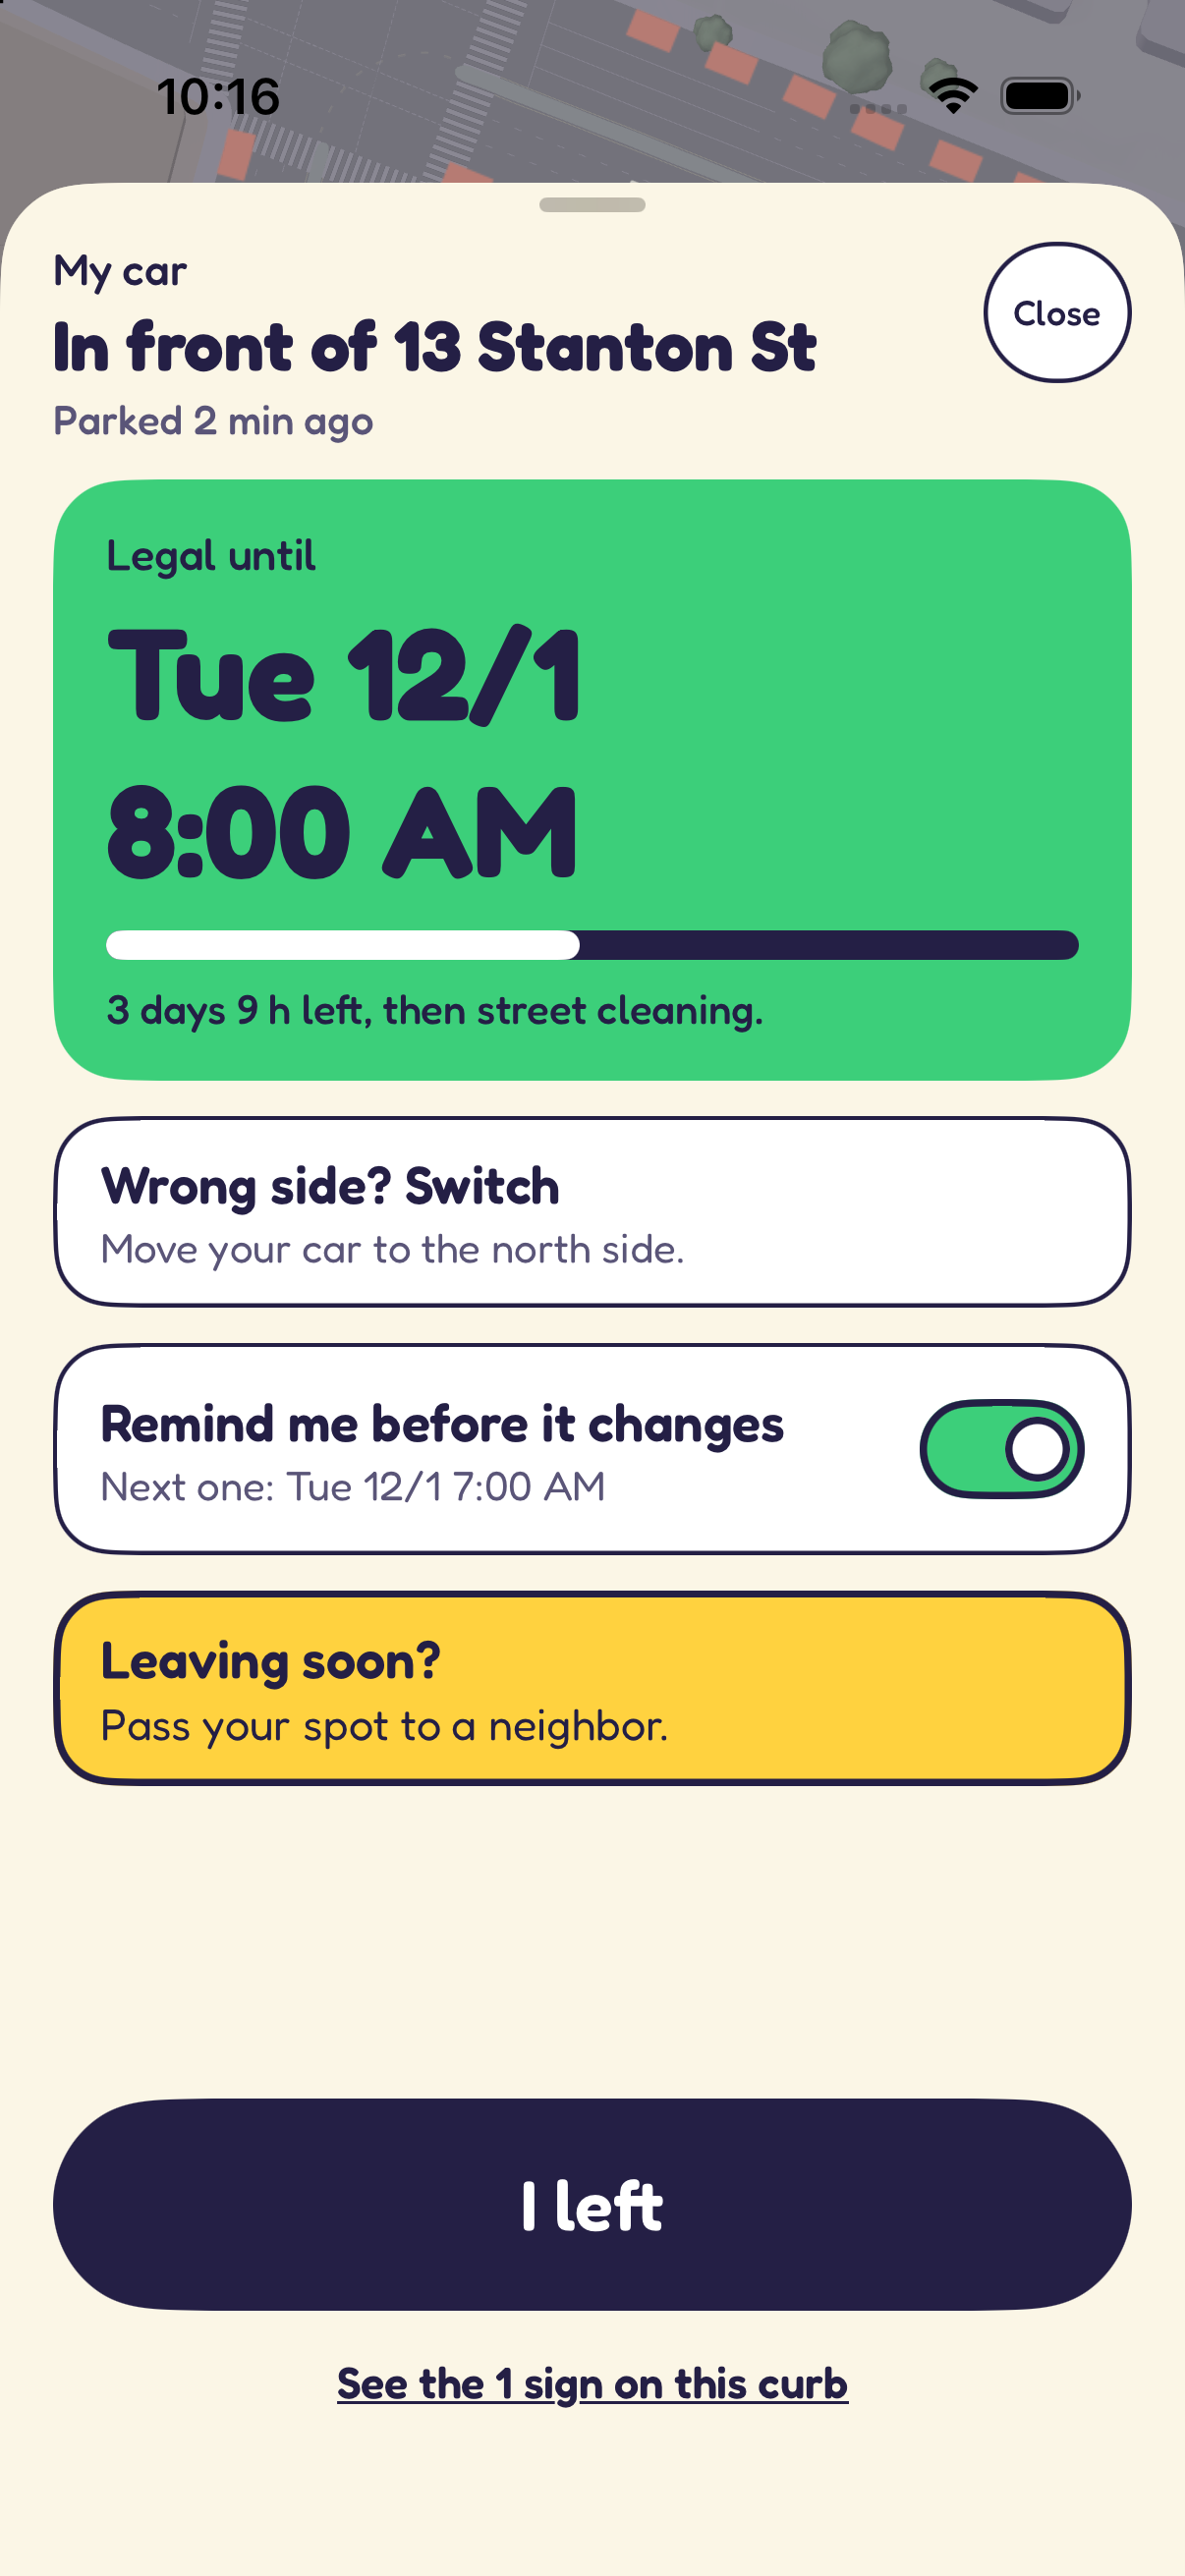 10:16
My car
In front of 13 Stanton St
Parked 2 min ago
Close
Legal until
Tue 12/1
8:00 AM
3 days 9 h left, then street cleaning.
Wrong side? Switch
Move your car to the north side.
Remind me before it changes
Next one: Tue 12/1 7:00 AM
Leaving soon?
Pass your spot to a neighbor.
I left
See the 1 sign on this curb